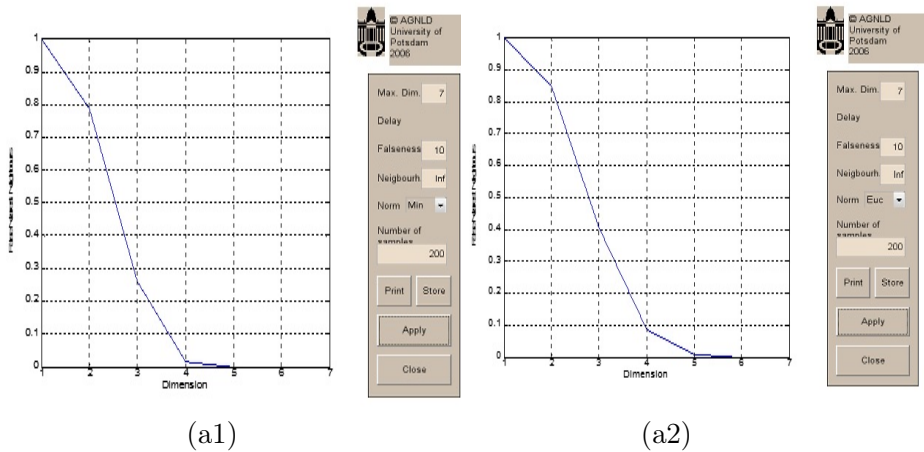 © AGNLD
University of
Potsdam
2006
1
0.9
0.8
0.7
0.6
0.5
0.4
0.3
0.2
0.1
0
1 2 3 4 5 6 7
Dimension
Max. Dim. 7
Delay
Falseness 10
Neigbourh. Inf
Norm Min
Number of
samples
200
Print Store
Apply
Close
(a1)
© AGNLD
University of
Potsdam
2006
1
0.9
0.8
0.7
0.6
0.5
0.4
0.3
0.2
0.1
0
1 2 3 4 5 6 7
Dimension
Max. Dim. 7
Delay
Falseness 10
Neigbourh. Inf
Norm Euc
Number of
samples
200
Print Store
Apply
Close
(a2)